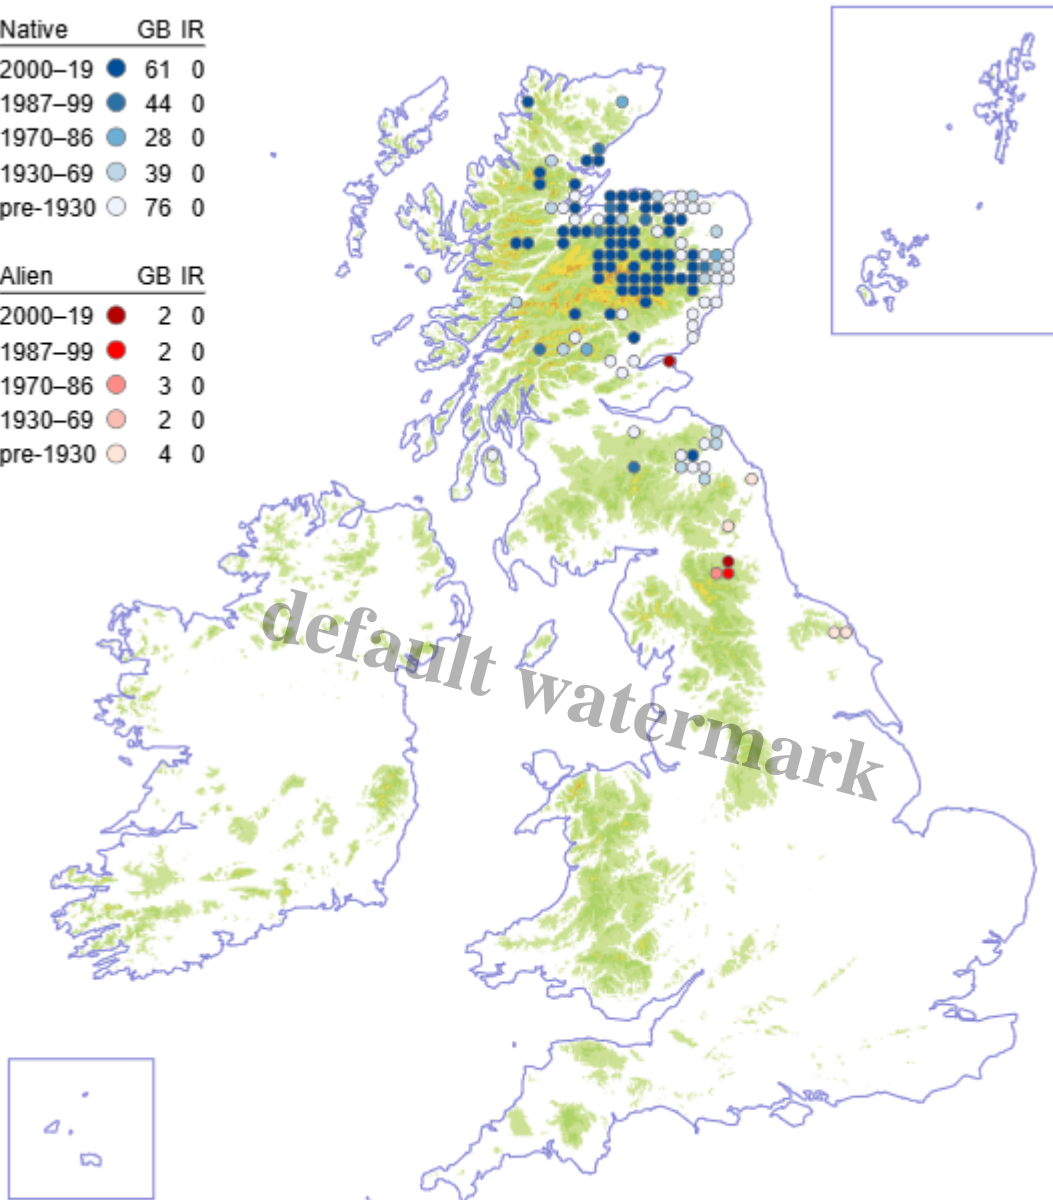 Native GB IR
2000–19 61 0
1987–99 44 0
1970–86 28 0
1930–69 39 0
pre-1930 76 0
Alien GB IR
2000–19 2 0
1987–99 2 0
1970–86 3 0
1930–69 2 0
pre-1930 4 0
default watermark